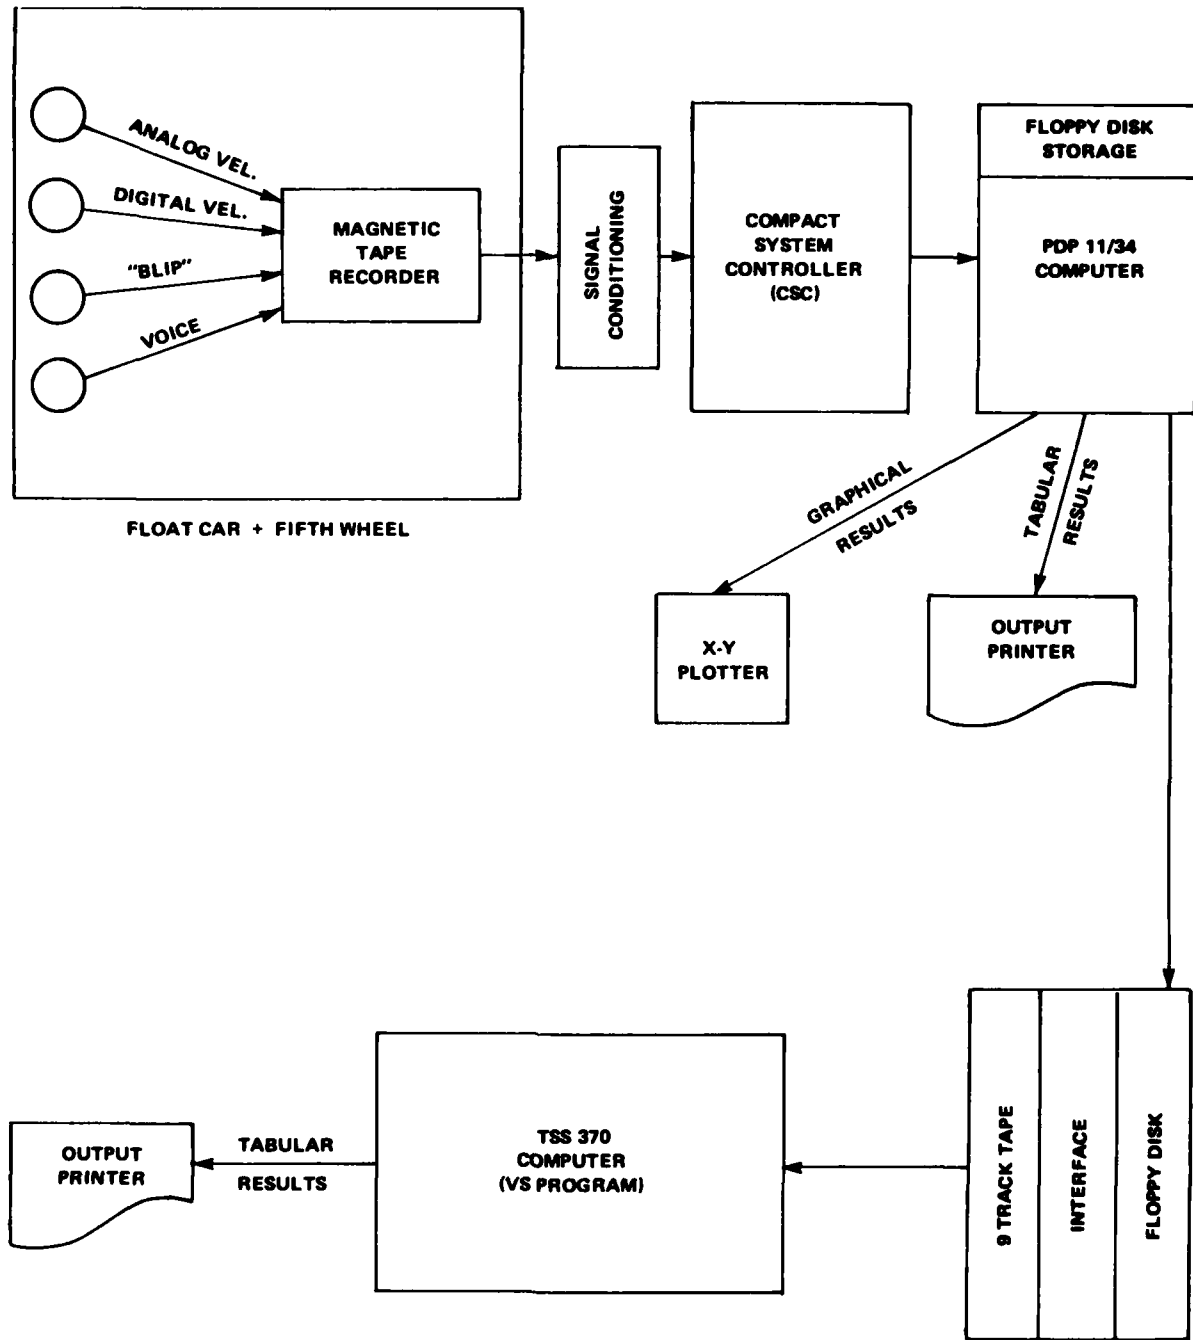 ANALOG VEL.
DIGITAL VEL.
"BLIP"
VOICE
MAGNETIC
TAPE
RECORDER
FLOAT CAR + FIFTH WHEEL
SIGNAL
CONDITIONING
COMPACT
SYSTEM
CONTROLLER
(CSC)
FLOPPY DISK
STORAGE
PDP 11/34
COMPUTER
GRAPHICAL
RESULTS
TABULAR
RESULTS
X-Y
PLOTTER
OUTPUT
PRINTER
9 TRACK TAPE
INTERFACE
FLOPPY DISK
TSS 370
COMPUTER
(VS PROGRAM)
TABULAR
RESULTS
OUTPUT
PRINTER